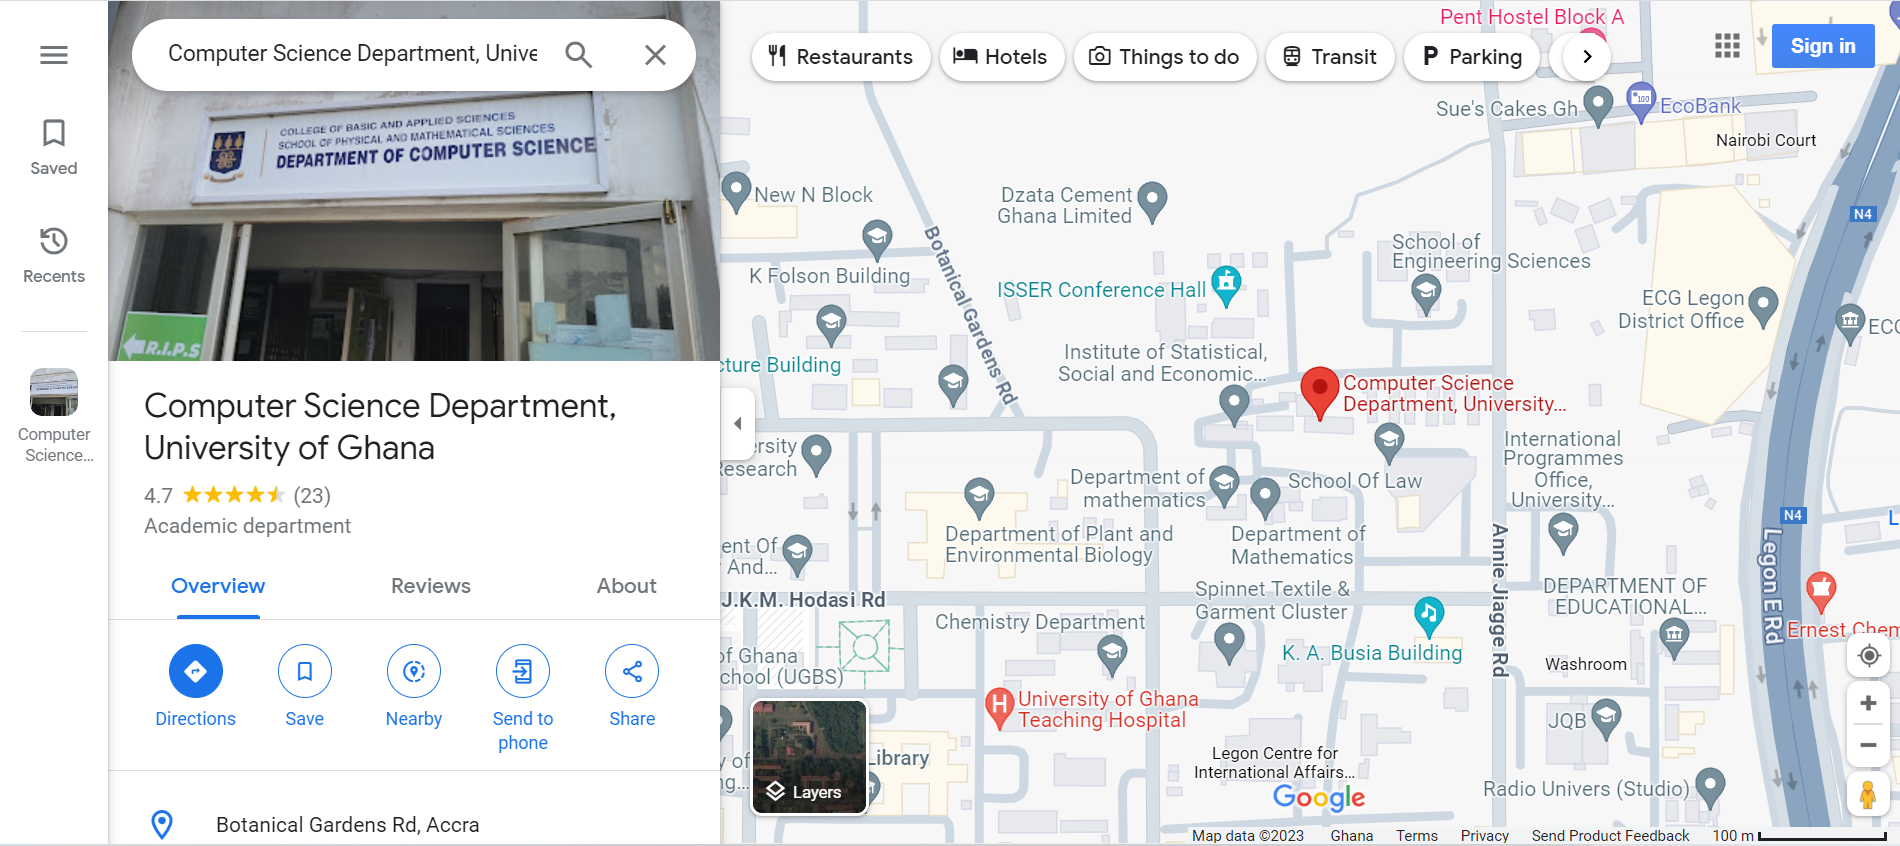 Computer Science Department, Unive
Saved
Recents
Computer
Science...
COLLEGE OF BASIC AND APPLIED SCIENCES
SCHOOL OF PHYSICAL AND MATHEMATICAL SCIENCES
DEPARTMENT OF COMPUTER SCIENCE
R.I.P.S
Computer Science Department,
University of Ghana
4.7 (23)
Academic department
Overview Reviews About
Directions Save Nearby Send to Share
phone
Botanical Gardens Rd, Accra
Restaurants Hotels Things to do Transit Parking
Sign in
Pent Hostel Block A
Sue's Cakes Gh
EcoBank
Nairobi Court
N4
New N Block
Dzata Cement
Ghana Limited
Botanical Gardens Rd
K Folson Building
ISSER Conference Hall
School of
Engineering Sciences
ECG Legon
District Office
ECG
cture Building
Institute of Statistical,
Social and Economic...
Computer Science
Department, University...
ersity
Research
Department of
mathematics
School Of Law
International
Programmes
Office,
University...
N4
Department of Plant and
Environmental Biology
Department of
Mathematics
ent Of
And...
Annie Jiagge Rd
Legon E Rd
J.K.M. Hodasi Rd
Spinnet Textile &
Garment Cluster
DEPARTMENT OF
EDUCATIONAL...
Chemistry Department
K. A. Busia Building
Ernest Chem
of Ghana
chool (UGBS)
Washroom
University of Ghana
Teaching Hospital
JQB
Library
y of
ng...
Legon Centre for
International Affairs...
Radio Univers (Studio)
Layers
Google
Map data ©2023 Ghana Terms Privacy Send Product Feedback 100 m